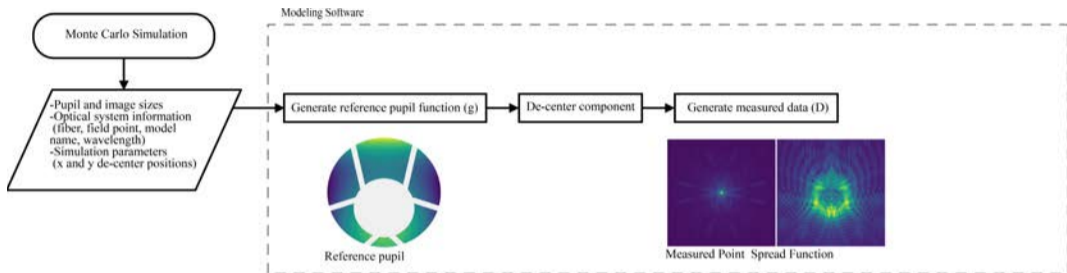 Modeling Software
Monte Carlo Simulation
-Pupil and image sizes
-Optical system information
(fiber, field point, model
name, wavelength)
-Simulation parameters
(x and y de-center positions)
Generate reference pupil function (g)
De-center component
Generate measured data (D)
Reference pupil
Measured Point Spread Function